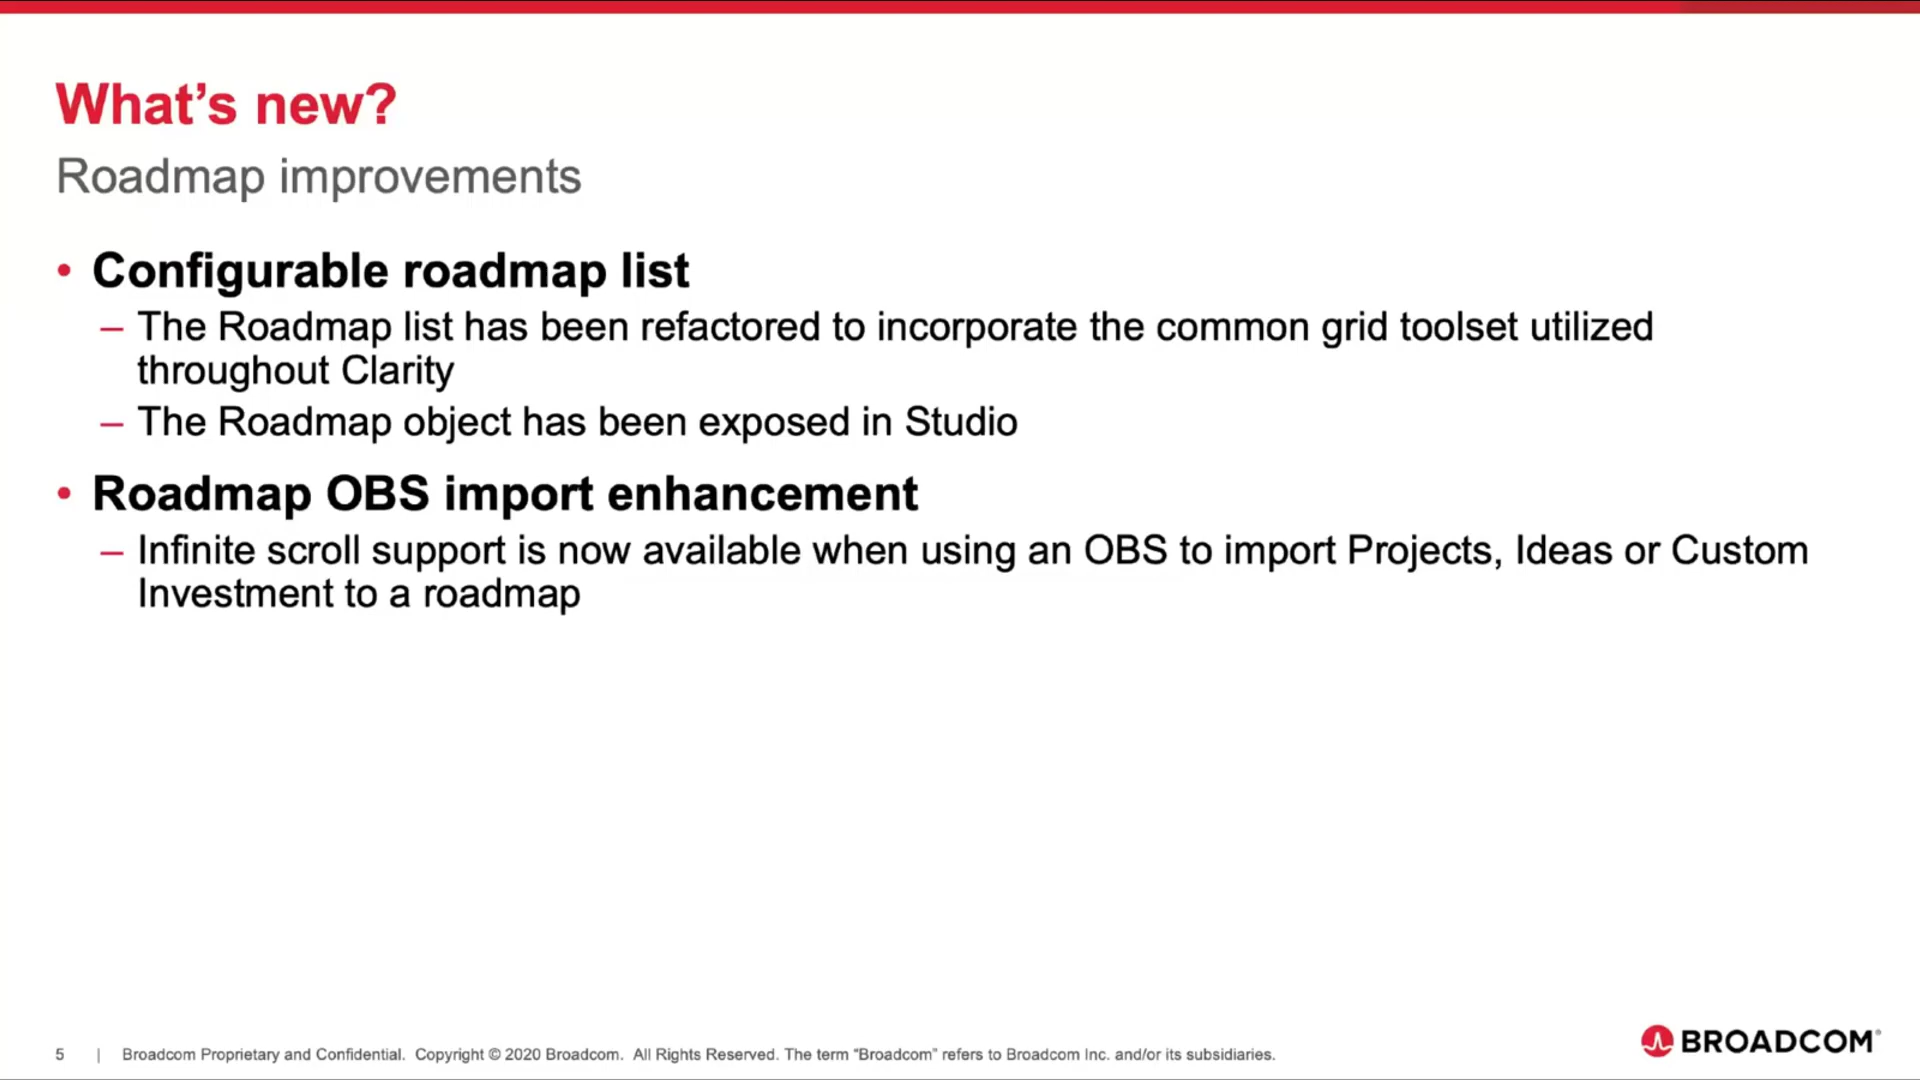 What’s new?
Roadmap improvements
• Configurable roadmap list
– The Roadmap list has been refactored to incorporate the common grid toolset utilized
throughout Clarity
– The Roadmap object has been exposed in Studio
• Roadmap OBS import enhancement
– Infinite scroll support is now available when using an OBS to import Projects, Ideas or Custom
Investment to a roadmap
5 | Broadcom Proprietary and Confidential. Copyright © 2020 Broadcom. All Rights Reserved. The term “Broadcom” refers to Broadcom Inc. and/or its subsidiaries.
BROADCOM®